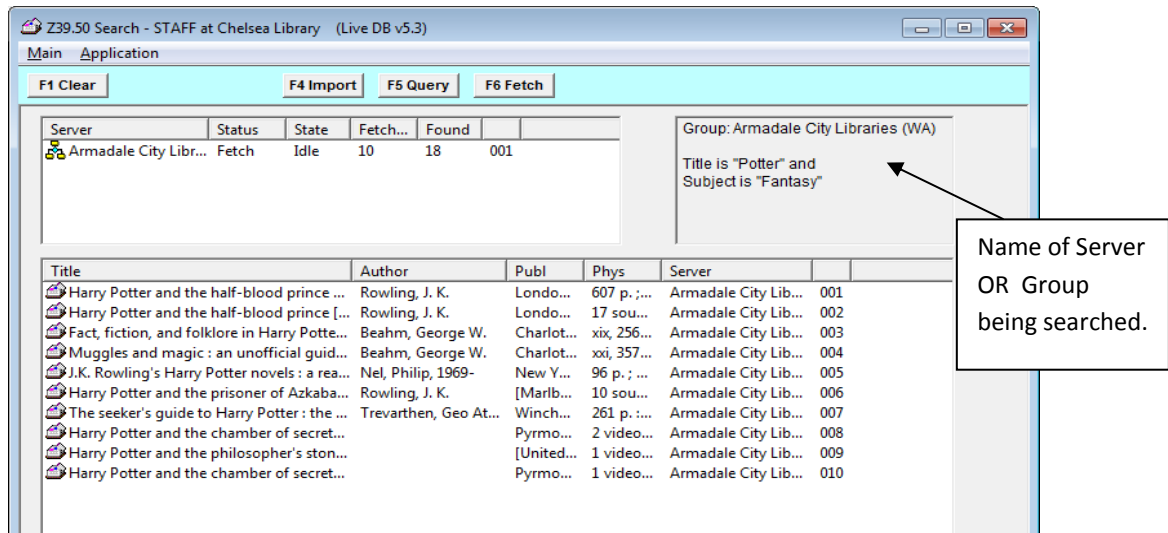 Z39.50 Search - STAFF at Chelsea Library (Live DB v5.3)
Main Application
F1 Clear F4 Import F5 Query F6 Fetch
Server Status State Fetch... Found
Armadale City Libr... Fetch Idle 10 18 001
Group: Armadale City Libraries (WA)
Title is "Potter" and
Subject is "Fantasy"
Name of Server
OR Group
being searched.
Title Author Publ Phys Server
Harry Potter and the half-blood prince ... Rowling, J. K. Londo... 607 p. ;... Armadale City Lib... 001
Harry Potter and the half-blood prince [... Rowling, J. K. Londo... 17 sou... Armadale City Lib... 002
Fact, fiction, and folklore in Harry Potte... Beahm, George W. Charlot... xix, 256... Armadale City Lib... 003
Muggles and magic : an unofficial guid... Beahm, George W. Charlot... xxi, 357... Armadale City Lib... 004
J.K. Rowling's Harry Potter novels : a rea... Nel, Philip, 1969- New Y... 96 p. ; ... Armadale City Lib... 005
Harry Potter and the prisoner of Azkaba... Rowling, J. K. [Marlb... 10 sou... Armadale City Lib... 006
The seeker's guide to Harry Potter : the ... Trevarthen, Geo At... Winch... 261 p. :... Armadale City Lib... 007
Harry Potter and the chamber of secret... Pyrmo... 2 video... Armadale City Lib... 008
Harry Potter and the philosopher's ston... [United... 1 video... Armadale City Lib... 009
Harry Potter and the chamber of secret... Pyrmo... 1 video... Armadale City Lib... 010